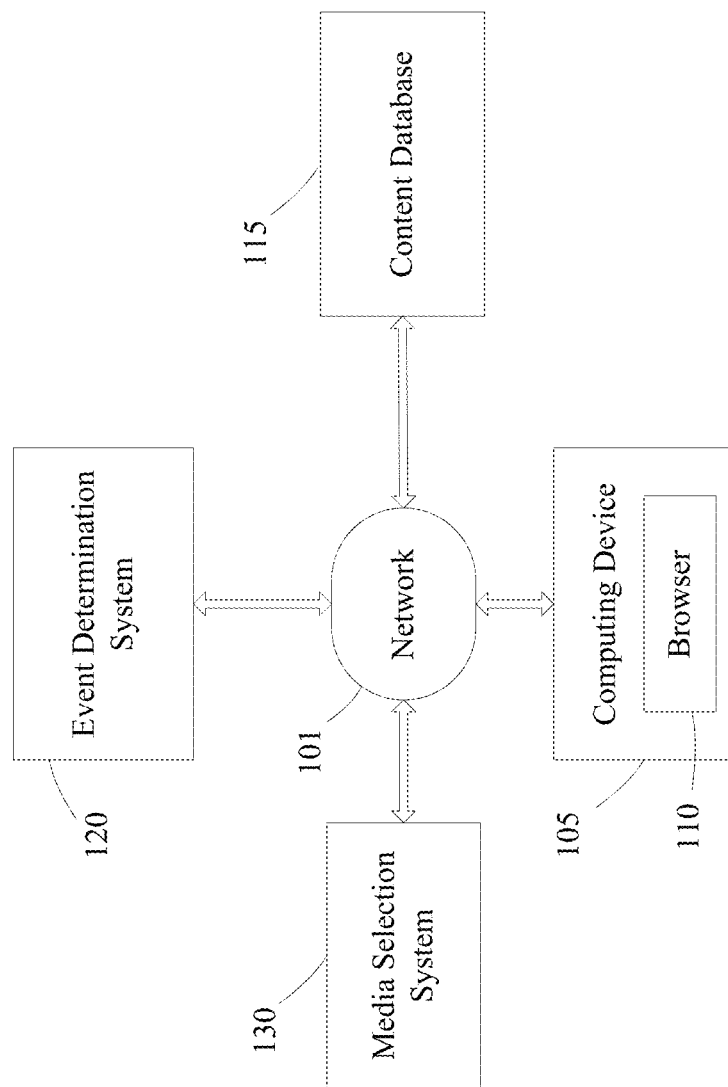 120
Event Determination
System
130
Media Selection
System
101
Network
115
Content Database
105
Computing Device
110
Browser